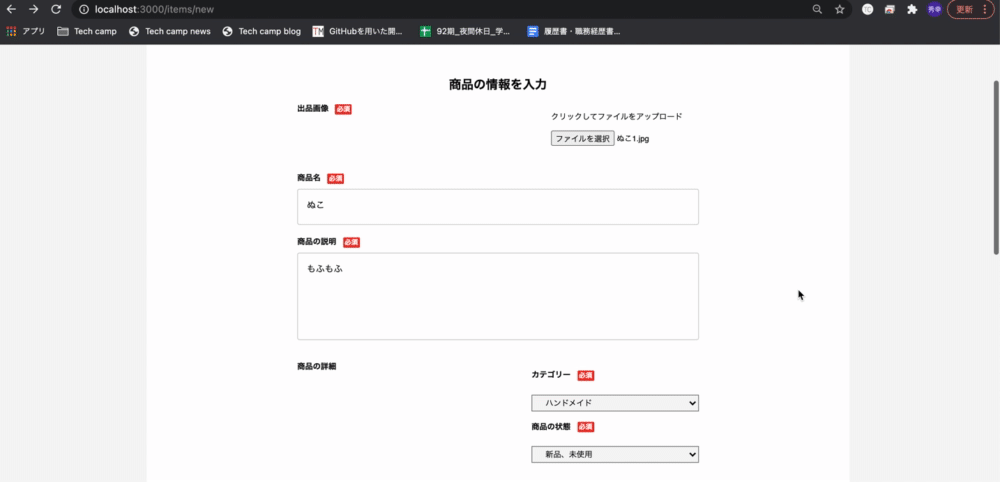 localhost:3000/items/new
秀幸
更新
アプリ
Tech camp
Tech camp news
Tech camp blog
TM
GitHubを用いた開...
92期_夜間休日_学...
履歴書・職務経歴書...
商品の情報を入力
出品画像 必須
クリックしてファイルをアップロード
ファイルを選択 ぬこ1.jpg
商品名 必須
ぬこ
商品の説明 必須
もふもふ
商品の詳細
カテゴリー 必須
ハンドメイド
商品の状態 必須
新品、未使用